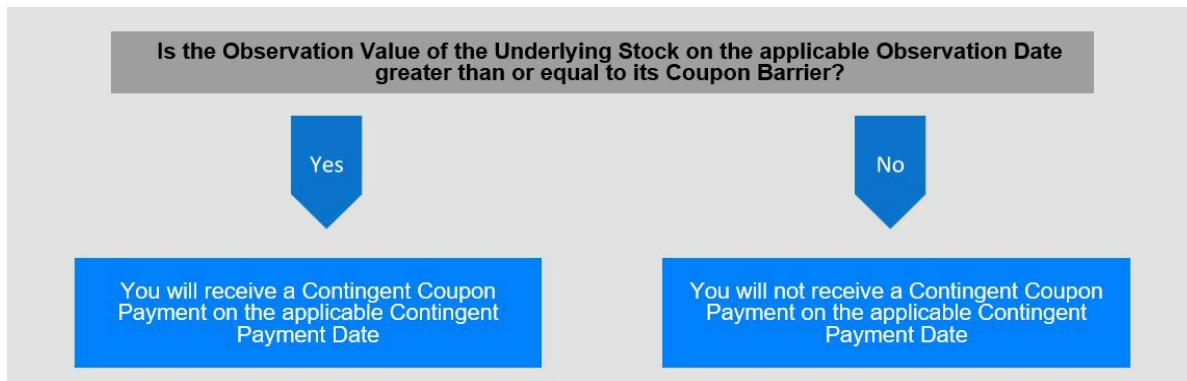 Is the Observation Value of the Underlying Stock on the applicable Observation Date
greater than or equal to its Coupon Barrier?
Yes
No
You will receive a Contingent Coupon
Payment on the applicable Contingent
Payment Date
You will not receive a Contingent Coupon
Payment on the applicable Contingent
Payment Date